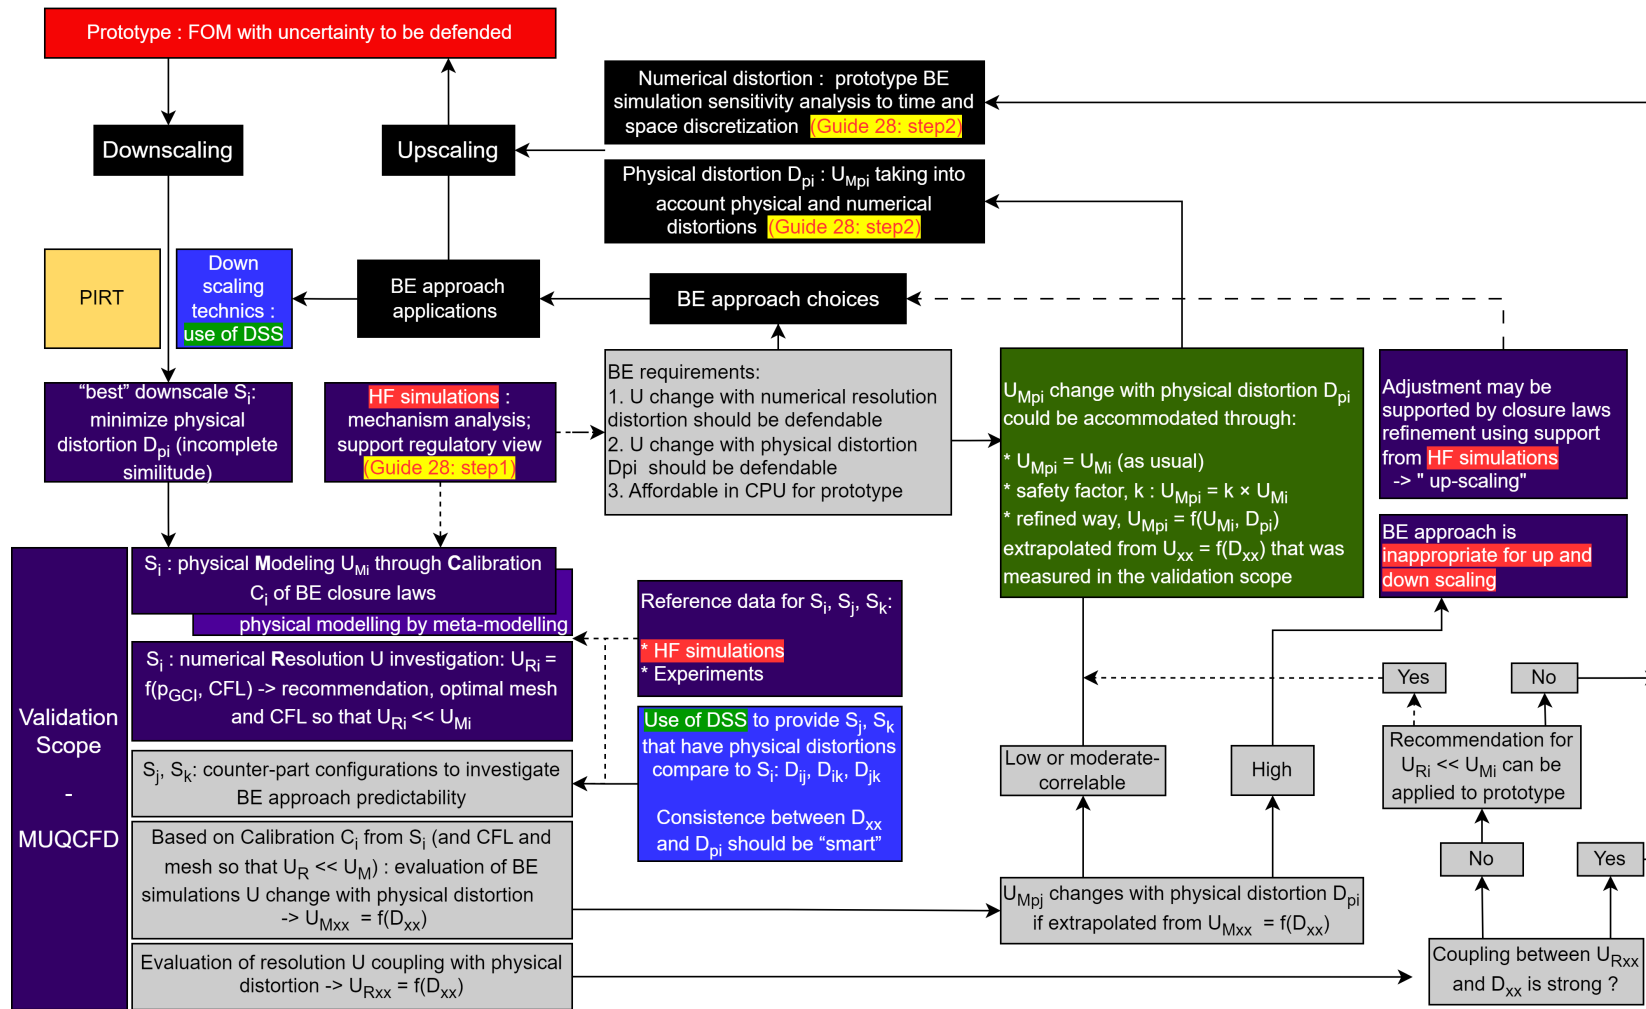 Prototype : FOM with uncertainty to be defended
Downscaling
Upscaling
Numerical distortion : prototype BE
simulation sensitivity analysis to time and
space discretization (Guide 28: step2)
Physical distortion Dpi : UMpi taking into
account physical and numerical
distortions (Guide 28: step2)
PIRT
Down
scaling
technics :
use of DSS
BE approach
applications
BE approach choices
"best" downscale Si:
minimize physical
distortion Dpi (incomplete
similitude)
HF simulations :
mechanism analysis;
support regulatory view
(Guide 28: step1)
BE requirements:
1. U change with numerical resolution
distortion should be defendable
2. U change with physical distortion
Dpi should be defendable
3. Affordable in CPU for prototype
UMpi change with physical distortion Dpi
could be accommodated through:
* UMpi = UMi (as usual)
* safety factor, k : UMpi = k × UMi
* refined way, UMpi = f(UMi, Dpi)
extrapolated from Uxx = f(Dxx) that was
measured in the validation scope
Adjustment may be
supported by closure laws
refinement using support
from HF simulations
-> " up-scaling"
BE approach is
inappropriate for up and
down scaling
Validation
Scope
-
MUQCFD
Si : physical Modeling UMi through Calibration
Ci of BE closure laws
physical modelling by meta-modelling
Si : numerical Resolution U investigation: URi =
f(pGCI, CFL) -> recommendation, optimal mesh
and CFL so that URi << UMi
Sj, Sk: counter-part configurations to investigate
BE approach predictability
Based on Calibration Ci from Si (and CFL and
mesh so that UR << UM) : evaluation of BE
simulations U change with physical distortion
-> UMxx = f(Dxx)
Evaluation of resolution U coupling with physical
distortion -> URxx = f(Dxx)
Reference data for Si, Sj, Sk:
* HF simulations
* Experiments
Use of DSS to provide Sj, Sk
that have physical distortions
compare to Si: Dij, Dik, Djk
Consistence between Dxx
and Dpi should be "smart"
Low or moderate-
correlable
High
UMpj changes with physical distortion Dpi
if extrapolated from UMxx = f(Dxx)
Yes
No
Recommendation for
URi << UMi can be
applied to prototype
No
Yes
Coupling between URxx
and Dxx is strong ?